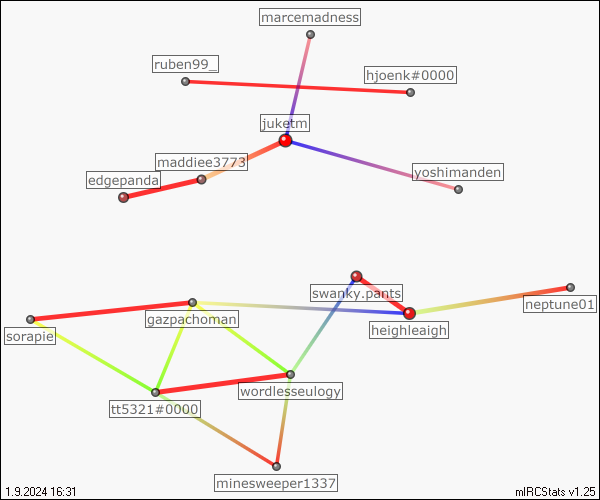 marcemadness
ruben99_
hjoenk#0000
juketm
maddiee3773
yoshimanden
edgepanda
swanky.pants
neptune01
gazpachoman
heighleaigh
sorapie
wordlesseulogy
tt5321#0000
minesweeper1337
1.9.2024 16:31
mIRCStats v1.25